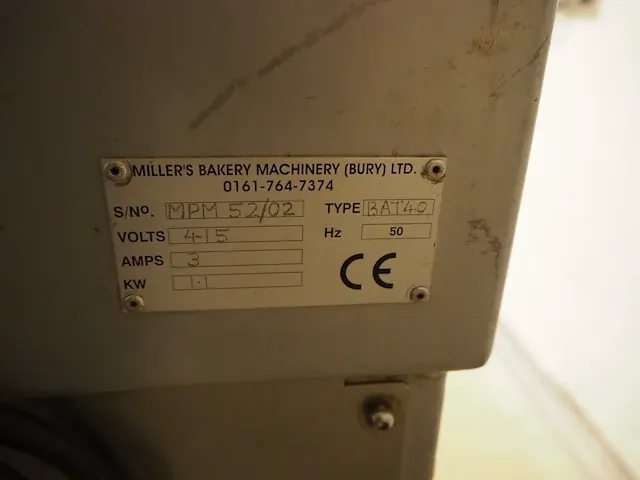 MILLER'S BAKERY MACHINERY (BURY) LTD.
0161-764-7374
S/No. MPM 52/02 TYPE BAT40
VOLTS 415 Hz 50
AMPS 3
KW 1.1
CE